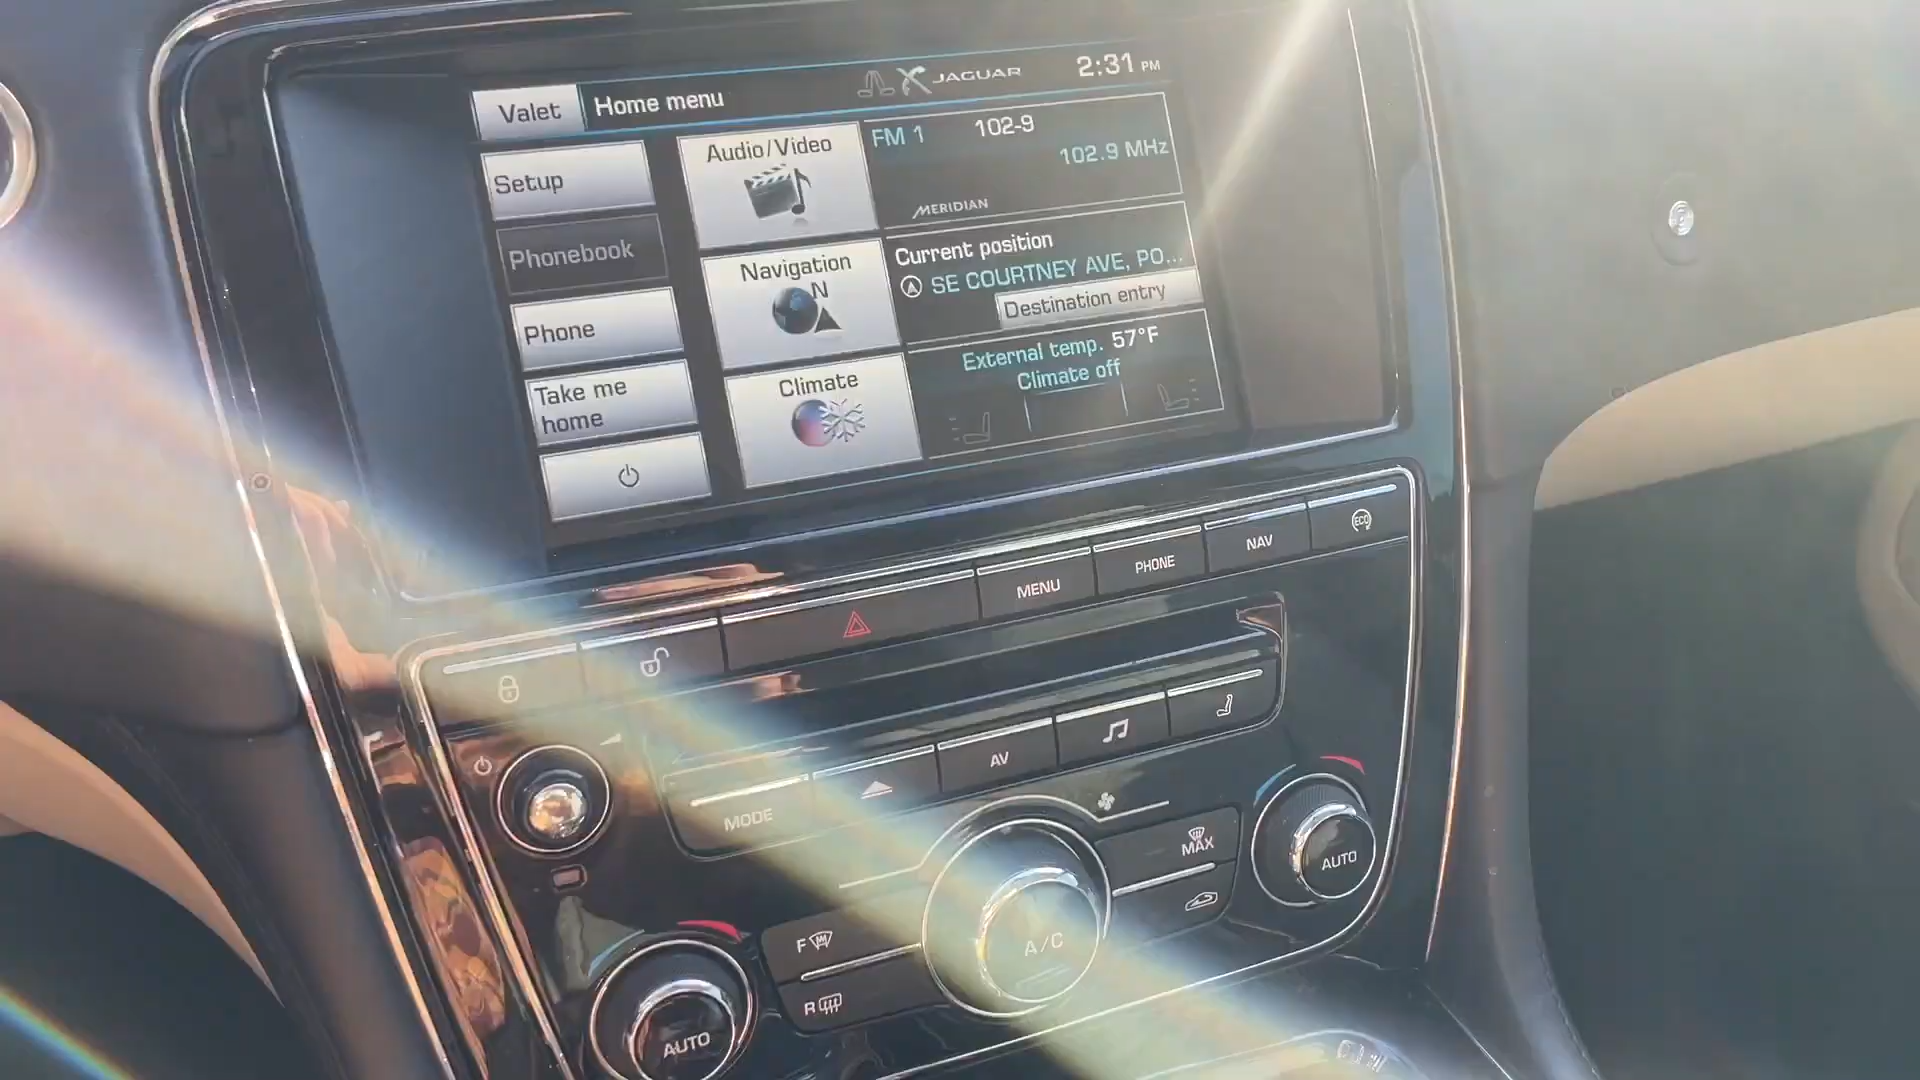 Valet
Home menu
JAGUAR
2:31 PM
Setup
Phonebook
Phone
Take me
home
Audio/Video
Navigation
N
Climate
FM 1
102-9
102.9 MHz
MERIDIAN
Current position
SE COURTNEY AVE, PO...
Destination entry
External temp. 57°F
Climate off
MENU
PHONE
NAV
ECO
MODE
AV
MAX
AUTO
F
A/C
R
AUTO